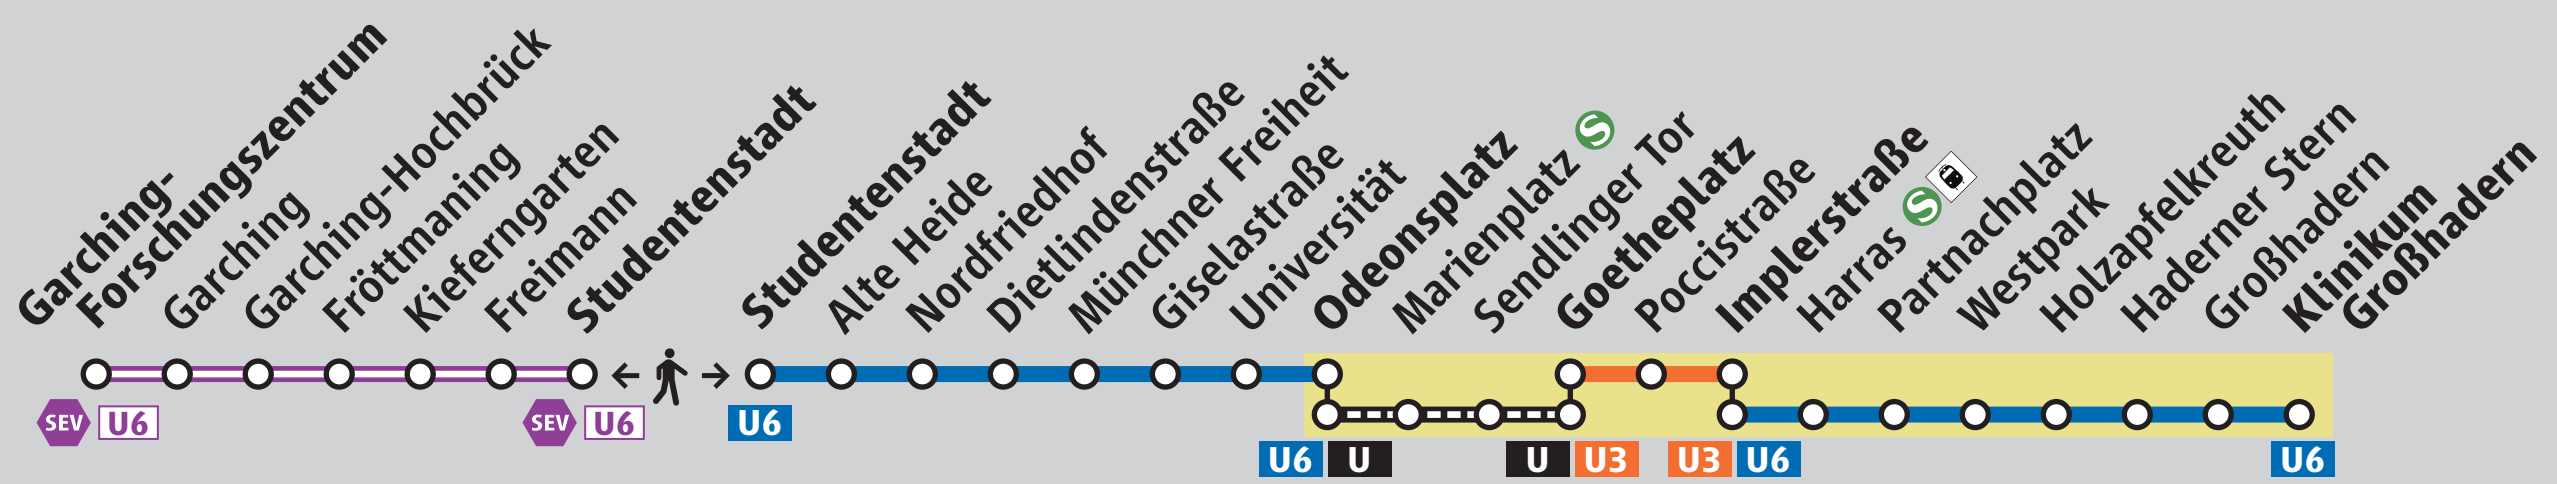 Garching-
Forschungszentrum
Garching
Garching-Hochbrück
Fröttmaning
Kieferngarten
Freimann
Studentenstadt
Studentenstadt
Alte Heide
Nordfriedhof
Dietlindenstraße
Münchner Freiheit
Giselastraße
Universität
Odeonsplatz
Marienplatz S
Sendlinger Tor
Goetheplatz
Poccistraße
Implerstraße
Harras S
Partnachplatz
Westpark
Holzapfelkreuth
Haderner Stern
Großhadern
Klinikum
Großhadern
SEV U6
SEV U6
U6
U6 U
U U3
U3 U6
U6